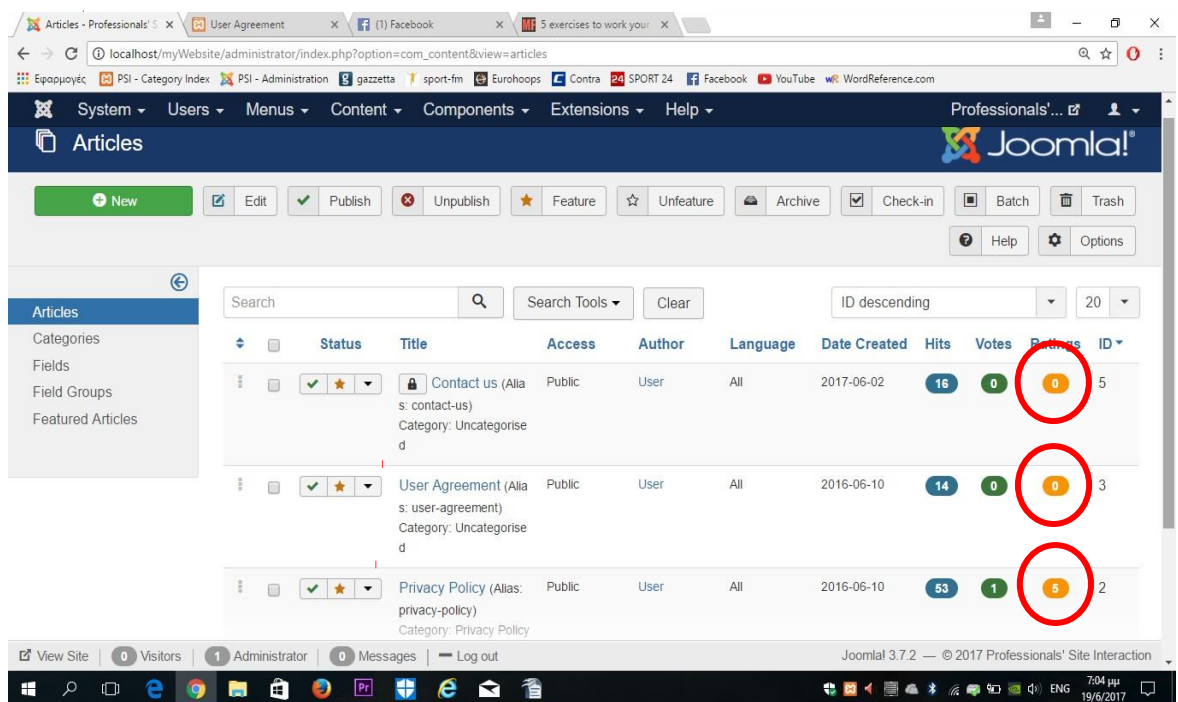 Articles - Professionals' S
User Agreement
(1) Facebook
5 exercises to work your
localhost/myWebsite/administrator/index.php?option=com_content&view=articles
Εφαρμογές PSI - Category Index PSI - Administration gazzetta sport-fm Eurohoops Contra 24 SPORT 24 Facebook YouTube wR WordReference.com
System Users Menus Content Components Extensions Help Professionals'...
Articles Joomla!®
New Edit Publish Unpublish Feature Unfeature Archive Check-in Batch Trash
Help Options
Search Search Tools Clear ID descending 20
Articles
Categories
Fields
Field Groups
Featured Articles
Status Title Access Author Language Date Created Hits Votes Ratings ID
Contact us (Alia Public User All 2017-06-02 16 0 0 5
s: contact-us)
Category: Uncategorise
d
User Agreement (Alia Public User All 2016-06-10 14 0 0 3
s: user-agreement)
Category: Uncategorise
d
Privacy Policy (Alias: Public User All 2016-06-10 53 1 5 2
privacy-policy)
Category: Privacy Policy
View Site 0 Visitors 1 Administrator 0 Messages Log out Joomla! 3.7.2 — © 2017 Professionals' Site Interaction
Pr ENG 7:04 μμ
19/6/2017